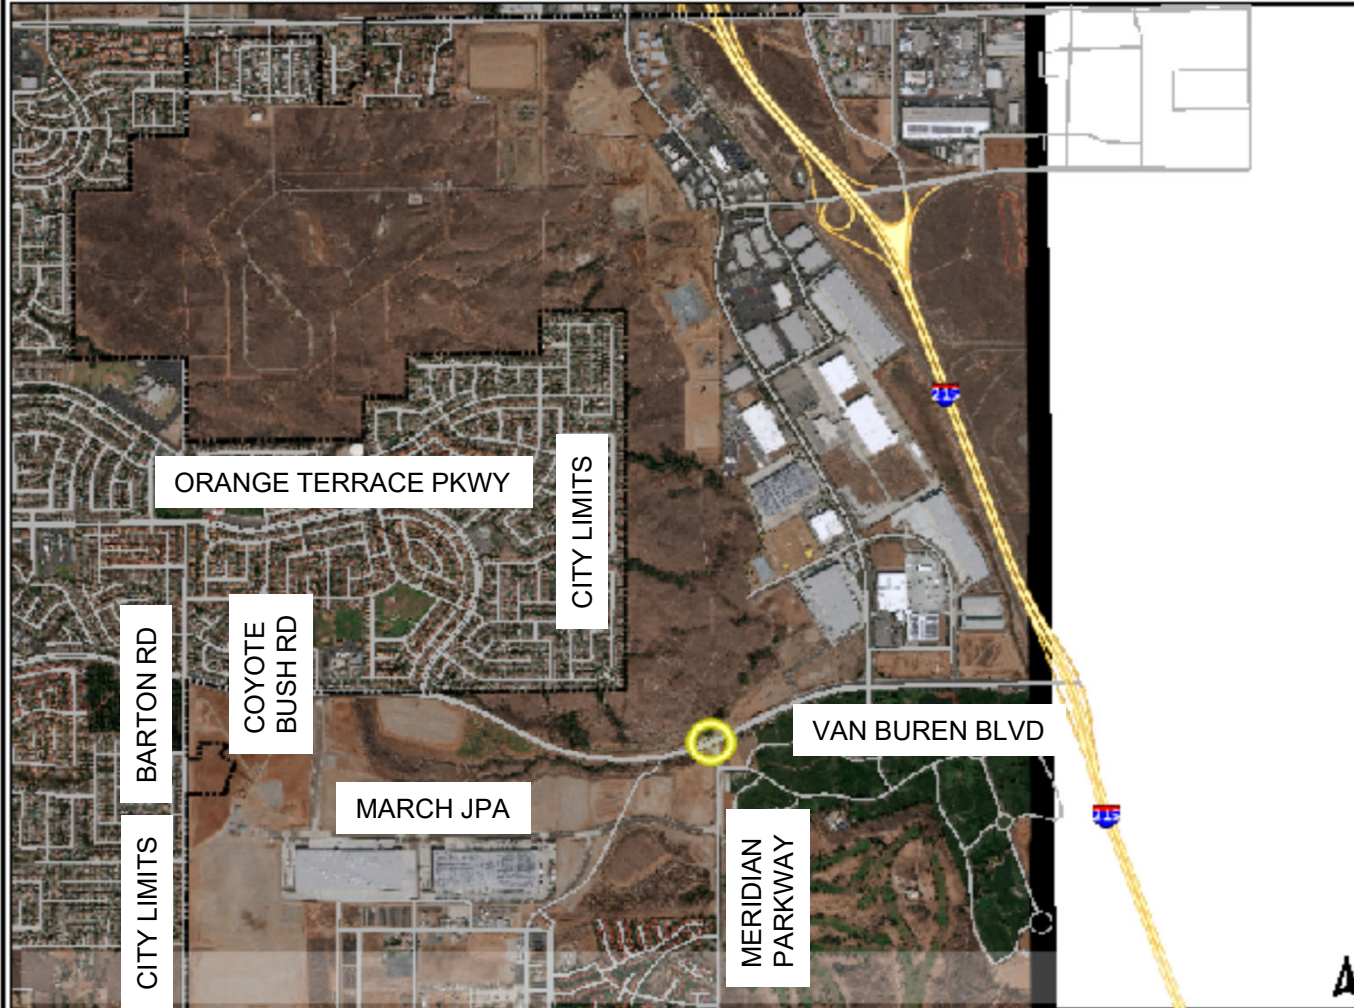 ORANGE TERRACE PKWY
CITY LIMITS
215
BARTON RD
COYOTE
BUSH RD
VAN BUREN BLVD
MARCH JPA
215
CITY LIMITS
MERIDIAN
PARKWAY